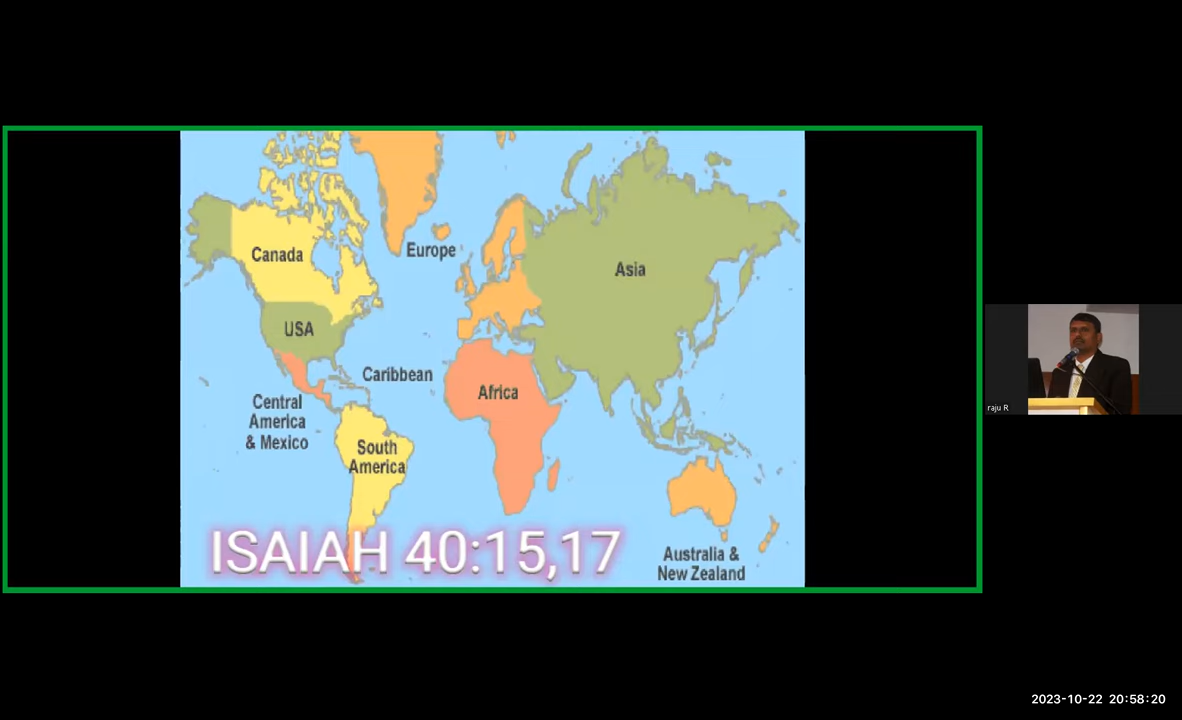 Canada
Europe
Asia
USA
Caribbean
Africa
Central
America
& Mexico
South
America
ISAIAH 40:15,17
Australia &
New Zealand
raju R
2023-10-22 20:58:20